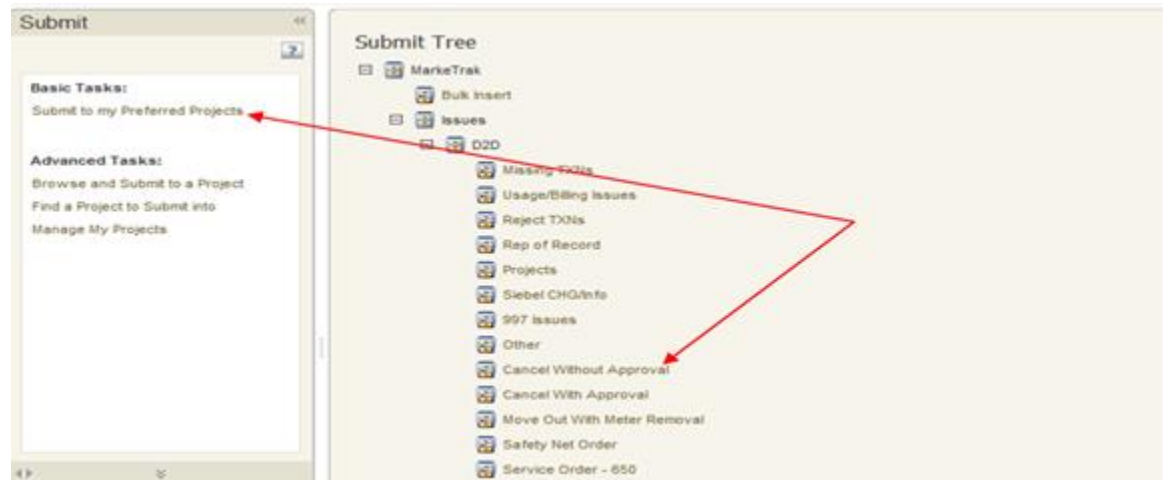 Submit
Basic Tasks:
Submit to my Preferred Projects
Advanced Tasks:
Browse and Submit to a Project
Find a Project to Submit into
Manage My Projects
Submit Tree
MarkeTrak
Bulk Insert
Issues
D2D
Missing TXNs
Usage/Billing Issues
Reject TXNs
Rep of Record
Projects
Siebel CHG/Info
997 Issues
Other
Cancel Without Approval
Cancel With Approval
Move Out With Meter Removal
Safety Net Order
Service Order - 650